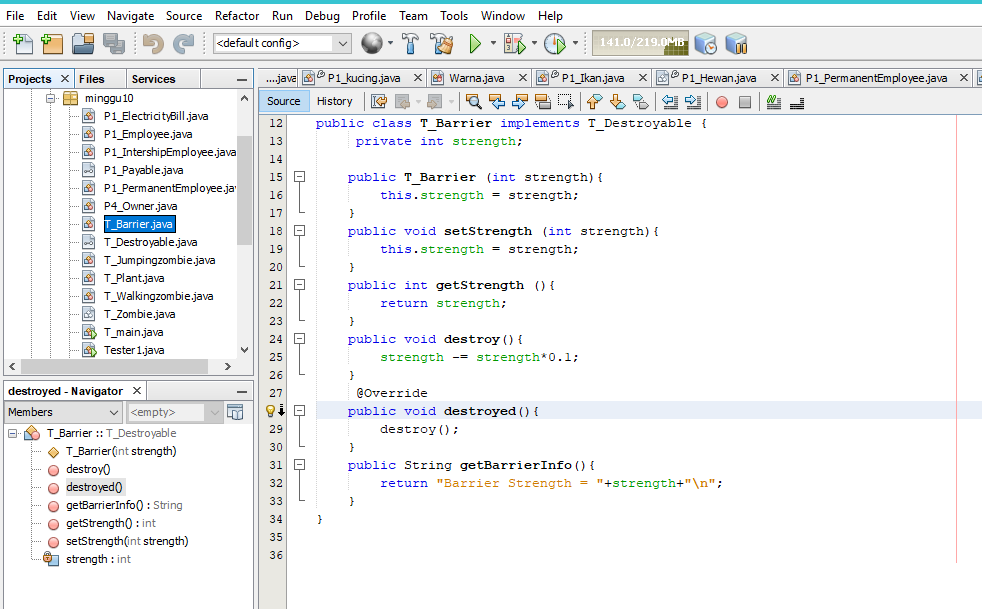 File Edit View Navigate Source Refactor Run Debug Profile Team Tools Window Help
<default config> 141.0/219.0MB
Projects × Files Services
....java P1_kucing.java Warna.java P1_Ikan.java P1_Hewan.java P1_PermanentEmployee.java
Source History
minggu10
P1_ElectricityBill.java
P1_Employee.java
P1_IntershipEmployee.java
P1_Payable.java
P1_PermanentEmployee.jav
P4_Owner.java
T_Barrier.java
T_Destroyable.java
T_Jumpingzombie.java
T_Plant.java
T_Walkingzombie.java
T_Zombie.java
T_main.java
Tester1.java
destroyed - Navigator ×
Members <empty>
T_Barrier :: T_Destroyable
T_Barrier(int strength)
destroy()
destroyed()
getBarrierInfo() : String
getStrength() : int
setStrength(int strength)
strength : int
12 public class T_Barrier implements T_Destroyable {
13 private int strength;
14
15 public T_Barrier (int strength){
16 this.strength = strength;
17 }
18 public void setStrength (int strength){
19 this.strength = strength;
20 }
21 public int getStrength (){
22 return strength;
23 }
24 public void destroy(){
25 strength -= strength*0.1;
26 }
27 @Override
public void destroyed(){
29 destroy();
30 }
31 public String getBarrierInfo(){
32 return "Barrier Strength = "+strength+"\n";
33 }
34 }
35
36